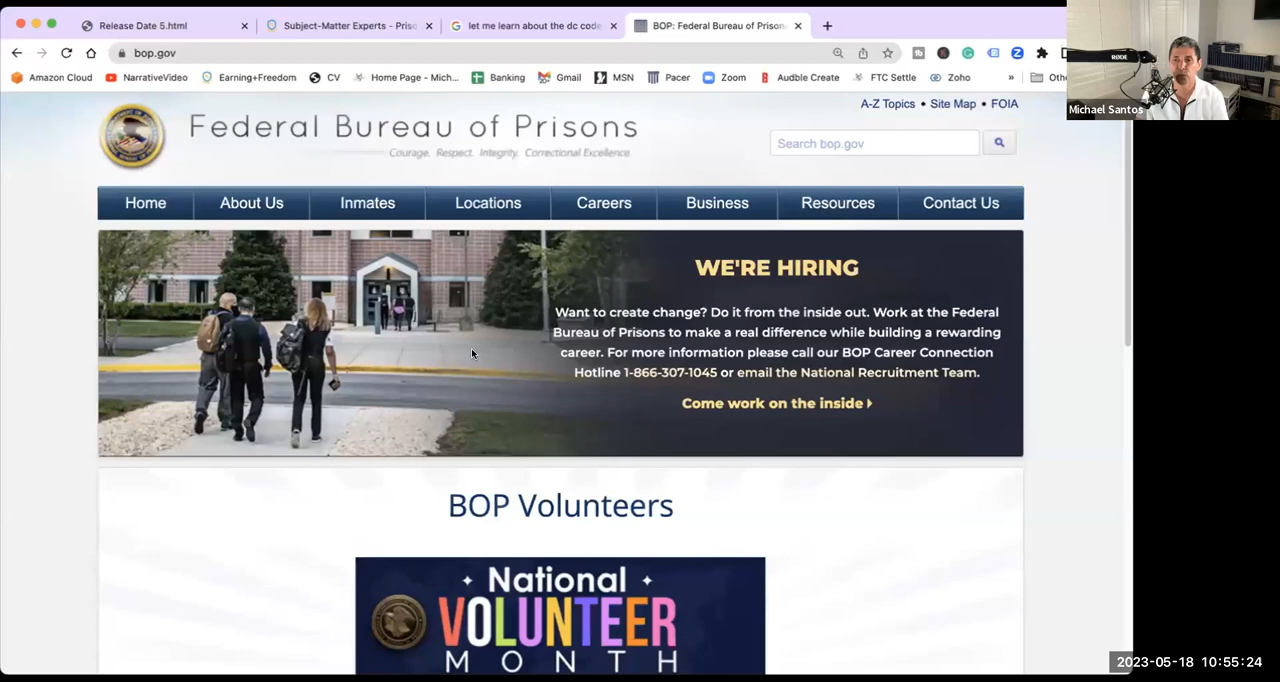 Release Date 5.html
Subject-Matter Experts - Priso
let me learn about the dc code
BOP: Federal Bureau of Prison
bop.gov
Amazon Cloud
NarrativeVideo
Earning+Freedom
CV
Home Page - Mich...
Banking
Gmail
MSN
Pacer
Zoom
Audble Create
FTC Settle
Zoho
»
Othe
RØDE
Michael Santos
A-Z Topics • Site Map • FOIA
Federal Bureau of Prisons
Courage. Respect. Integrity. Correctional Excellence.
Search bop.gov
Home
About Us
Inmates
Locations
Careers
Business
Resources
Contact Us
WE'RE HIRING
Want to create change? Do it from the inside out. Work at the Federal
Bureau of Prisons to make a real difference while building a rewarding
career. For more information please call our BOP Career Connection
Hotline 1-866-307-1045 or email the National Recruitment Team.
Come work on the inside
BOP Volunteers
National
VOLUNTEER
MONTH
2023-05-18 10:55:24